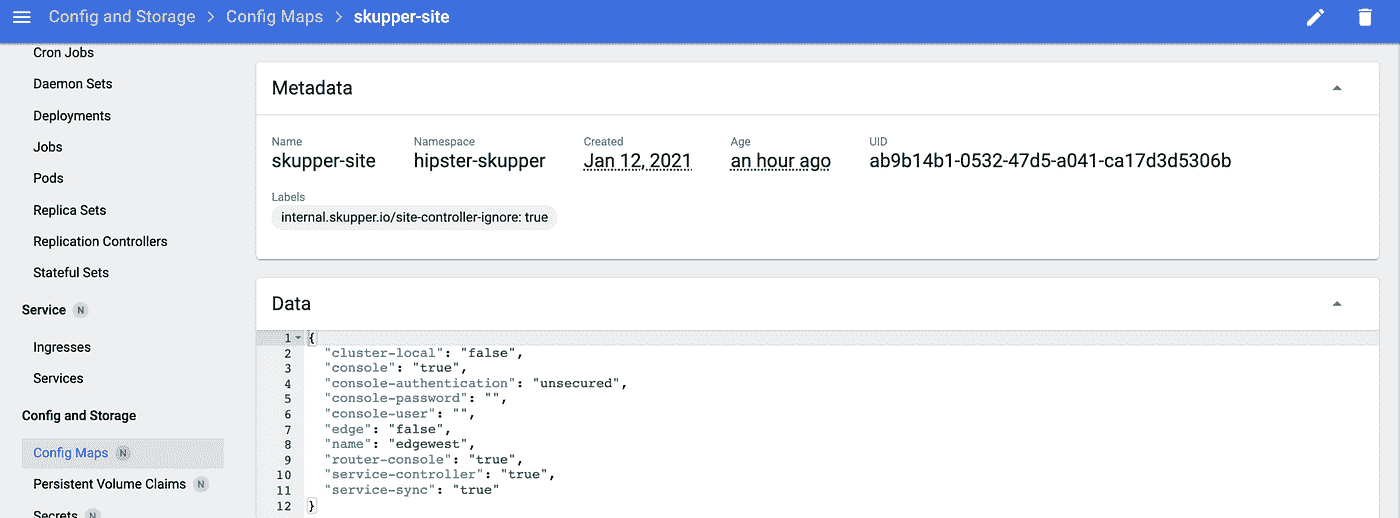 Config and Storage > Config Maps > skupper-site
Cron Jobs
Daemon Sets
Deployments
Jobs
Pods
Replica Sets
Replication Controllers
Stateful Sets
Service N
Ingresses
Services
Config and Storage
Config Maps N
Persistent Volume Claims N
Secrets N
Metadata
Name Namespace Created Age UID
skupper-site hipster-skupper Jan 12, 2021 an hour ago ab9b14b1-0532-47d5-a041-ca17d3d5306b
Labels
internal.skupper.io/site-controller-ignore: true
Data
1 {
2 "cluster-local": "false",
3 "console": "true",
4 "console-authentication": "unsecured",
5 "console-password": "",
6 "console-user": "",
7 "edge": "false",
8 "name": "edgewest",
9 "router-console": "true",
10 "service-controller": "true",
11 "service-sync": "true"
12 }